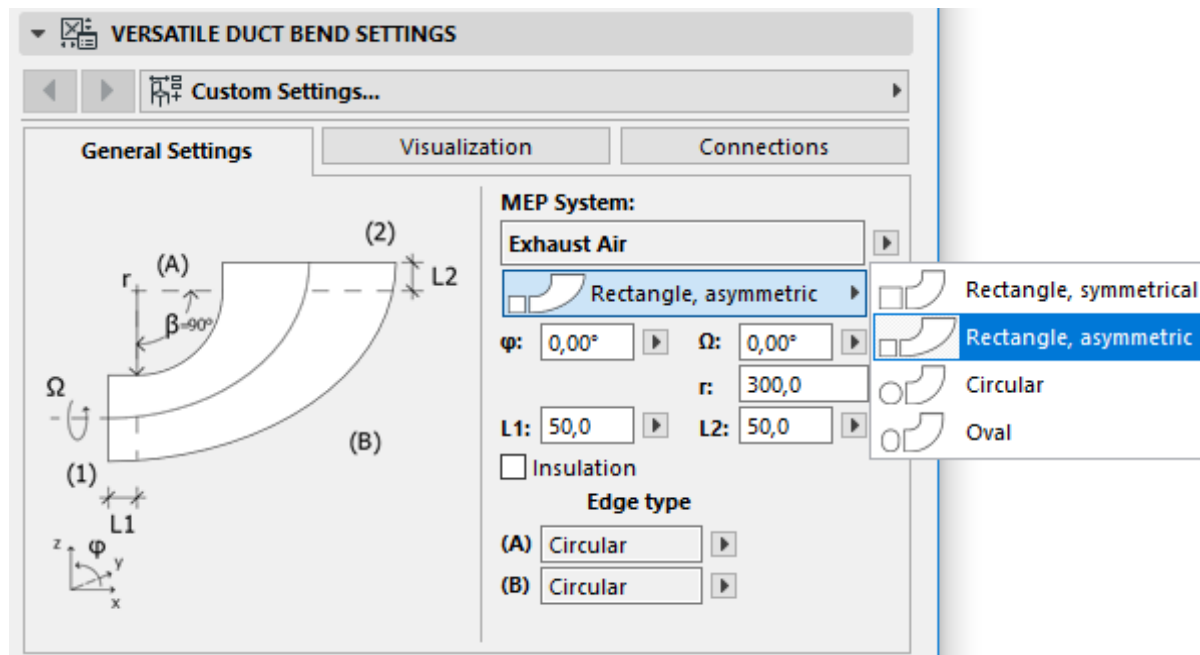 VERSATILE DUCT BEND SETTINGS
Custom Settings...
General Settings
Visualization
Connections
(2)
(A)
r
L2
β=90°
Ω
(B)
(1)
L1
z
φ
y
x
MEP System:
Exhaust Air
Rectangle, asymmetric
φ: 0,00° Ω: 0,00°
r: 300,0
L1: 50,0 L2: 50,0
Insulation
Edge type
(A) Circular
(B) Circular
Rectangle, symmetrical
Rectangle, asymmetric
Circular
Oval